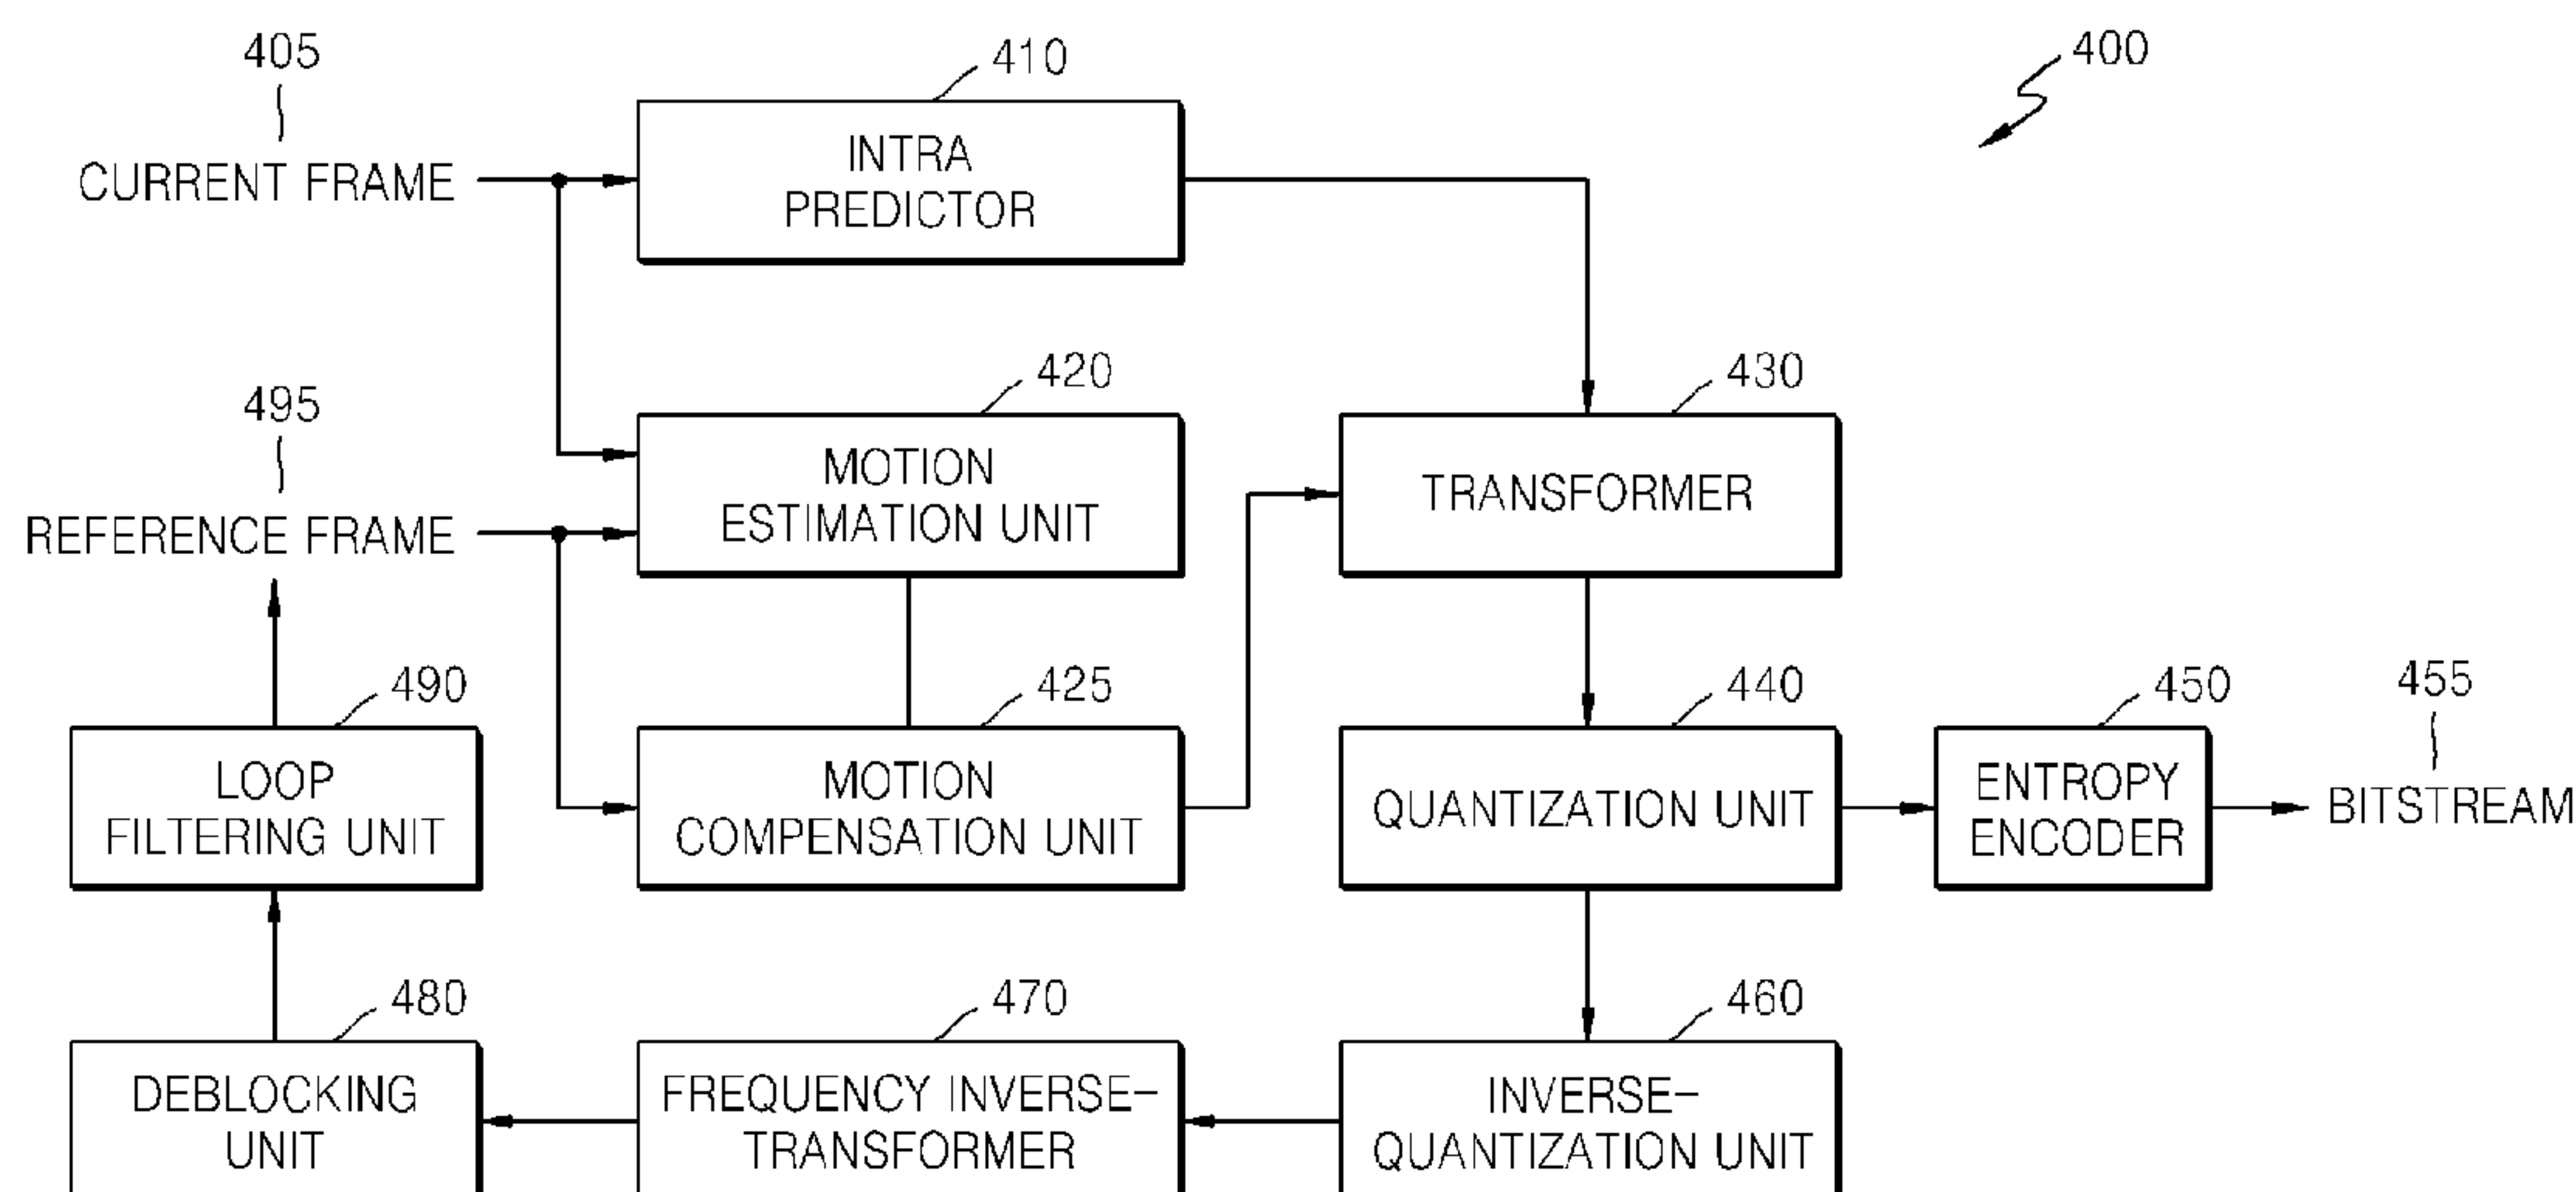 405
410
400
CURRENT FRAME
INTRA
PREDICTOR
420
430
495
MOTION
ESTIMATION UNIT
TRANSFORMER
REFERENCE FRAME
490
425
440
450
455
LOOP
FILTERING UNIT
MOTION
COMPENSATION UNIT
QUANTIZATION UNIT
ENTROPY
ENCODER
BITSTREAM
480
470
460
DEBLOCKING
UNIT
FREQUENCY INVERSE-
TRANSFORMER
INVERSE-
QUANTIZATION UNIT